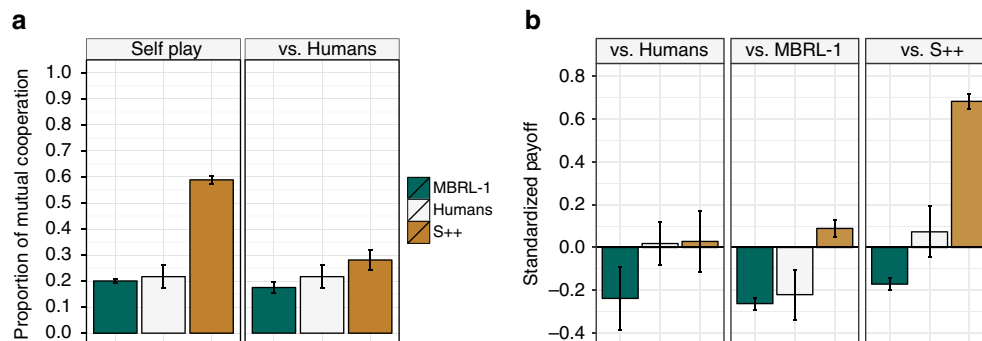 a
Self play
vs. Humans
Proportion of mutual cooperation
1.0
0.9
0.8
0.7
0.6
0.5
0.4
0.3
0.2
0.1
0.0
MBRL-1
Humans
S++
b
vs. Humans
vs. MBRL-1
vs. S++
Standardized payoff
0.8
0.6
0.4
0.2
0.0
−0.2
−0.4